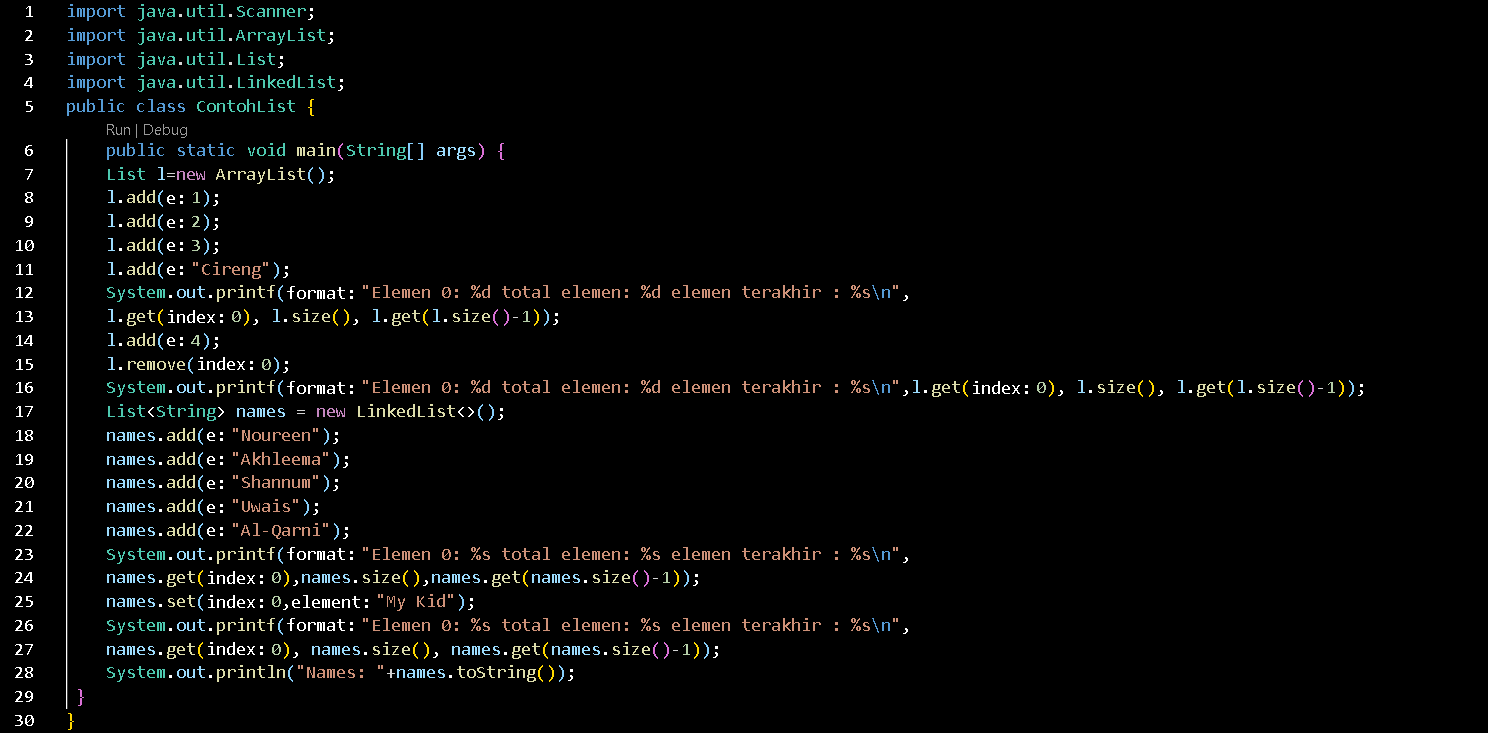 1 import java.util.Scanner;
2 import java.util.ArrayList;
3 import java.util.List;
4 import java.util.LinkedList;
5 public class ContohList {
Run | Debug
6 public static void main(String[] args) {
7 List l=new ArrayList();
8 l.add(e: 1);
9 l.add(e: 2);
10 l.add(e: 3);
11 l.add(e: "Cireng");
12 System.out.printf(format: "Elemen 0: %d total elemen: %d elemen terakhir : %s\n",
13 l.get(index: 0), l.size(), l.get(l.size()-1));
14 l.add(e: 4);
15 l.remove(index: 0);
16 System.out.printf(format: "Elemen 0: %d total elemen: %d elemen terakhir : %s\n",l.get(index: 0), l.size(), l.get(l.size()-1));
17 List<String> names = new LinkedList<>();
18 names.add(e: "Noureen");
19 names.add(e: "Akhleema");
20 names.add(e: "Shannum");
21 names.add(e: "Uwais");
22 names.add(e: "Al-Qarni");
23 System.out.printf(format: "Elemen 0: %s total elemen: %s elemen terakhir : %s\n",
24 names.get(index: 0),names.size(),names.get(names.size()-1));
25 names.set(index: 0,element: "My Kid");
26 System.out.printf(format: "Elemen 0: %s total elemen: %s elemen terakhir : %s\n",
27 names.get(index: 0), names.size(), names.get(names.size()-1));
28 System.out.println("Names: "+names.toString());
29 }
30 }